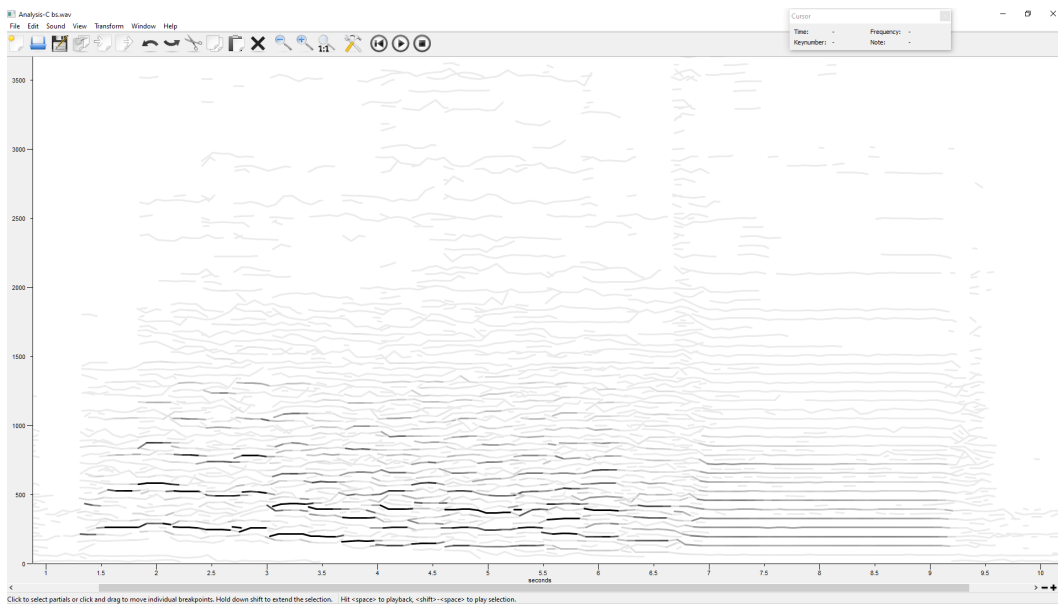 Analysis-C bs.wav
File Edit Sound View Transform Window Help
Cursor
Time: - Frequency: -
Keynumber: - Note: -
1:1
3500
3000
2500
2000
1500
1000
500
0
1 1.5 2 2.5 3 3.5 4 4.5 5 5.5 6 6.5 7 7.5 8 8.5 9 9.5 10
seconds
Click to select partials or click and drag to move individual breakpoints. Hold down shift to extend the selection. Hit <space> to playback, <shift>-<space> to play selection.